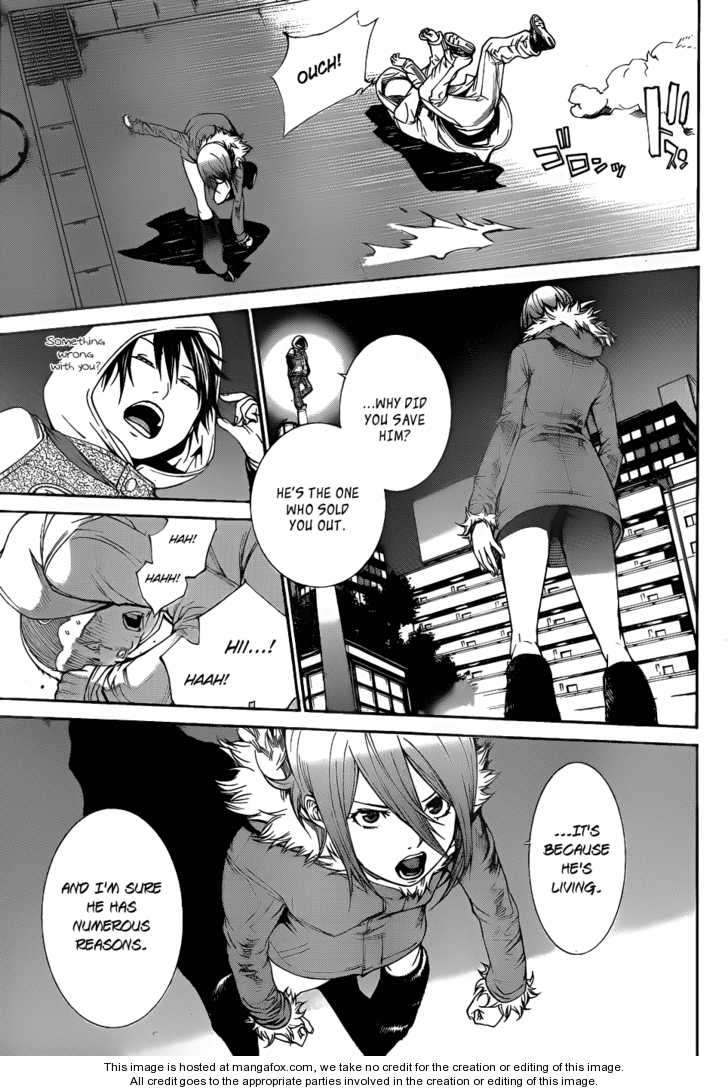 OUCH!
ドズン
ゴロンッ
...WHY DID
YOU SAVE
HIM?
HE'S THE ONE
WHO SOLD
YOU OUT.
Something
wrong
with you?
HAH!
HAHH!
HII...!
HAAH!
...IT'S
BECAUSE
HE'S
LIVING.
AND I'M SURE
HE HAS
NUMEROUS
REASONS.
This image is hosted at mangafox.com, we take no credit for the creation or editing of this image.
All credit goes to the appropriate parties involved in the creation or editing of this image.